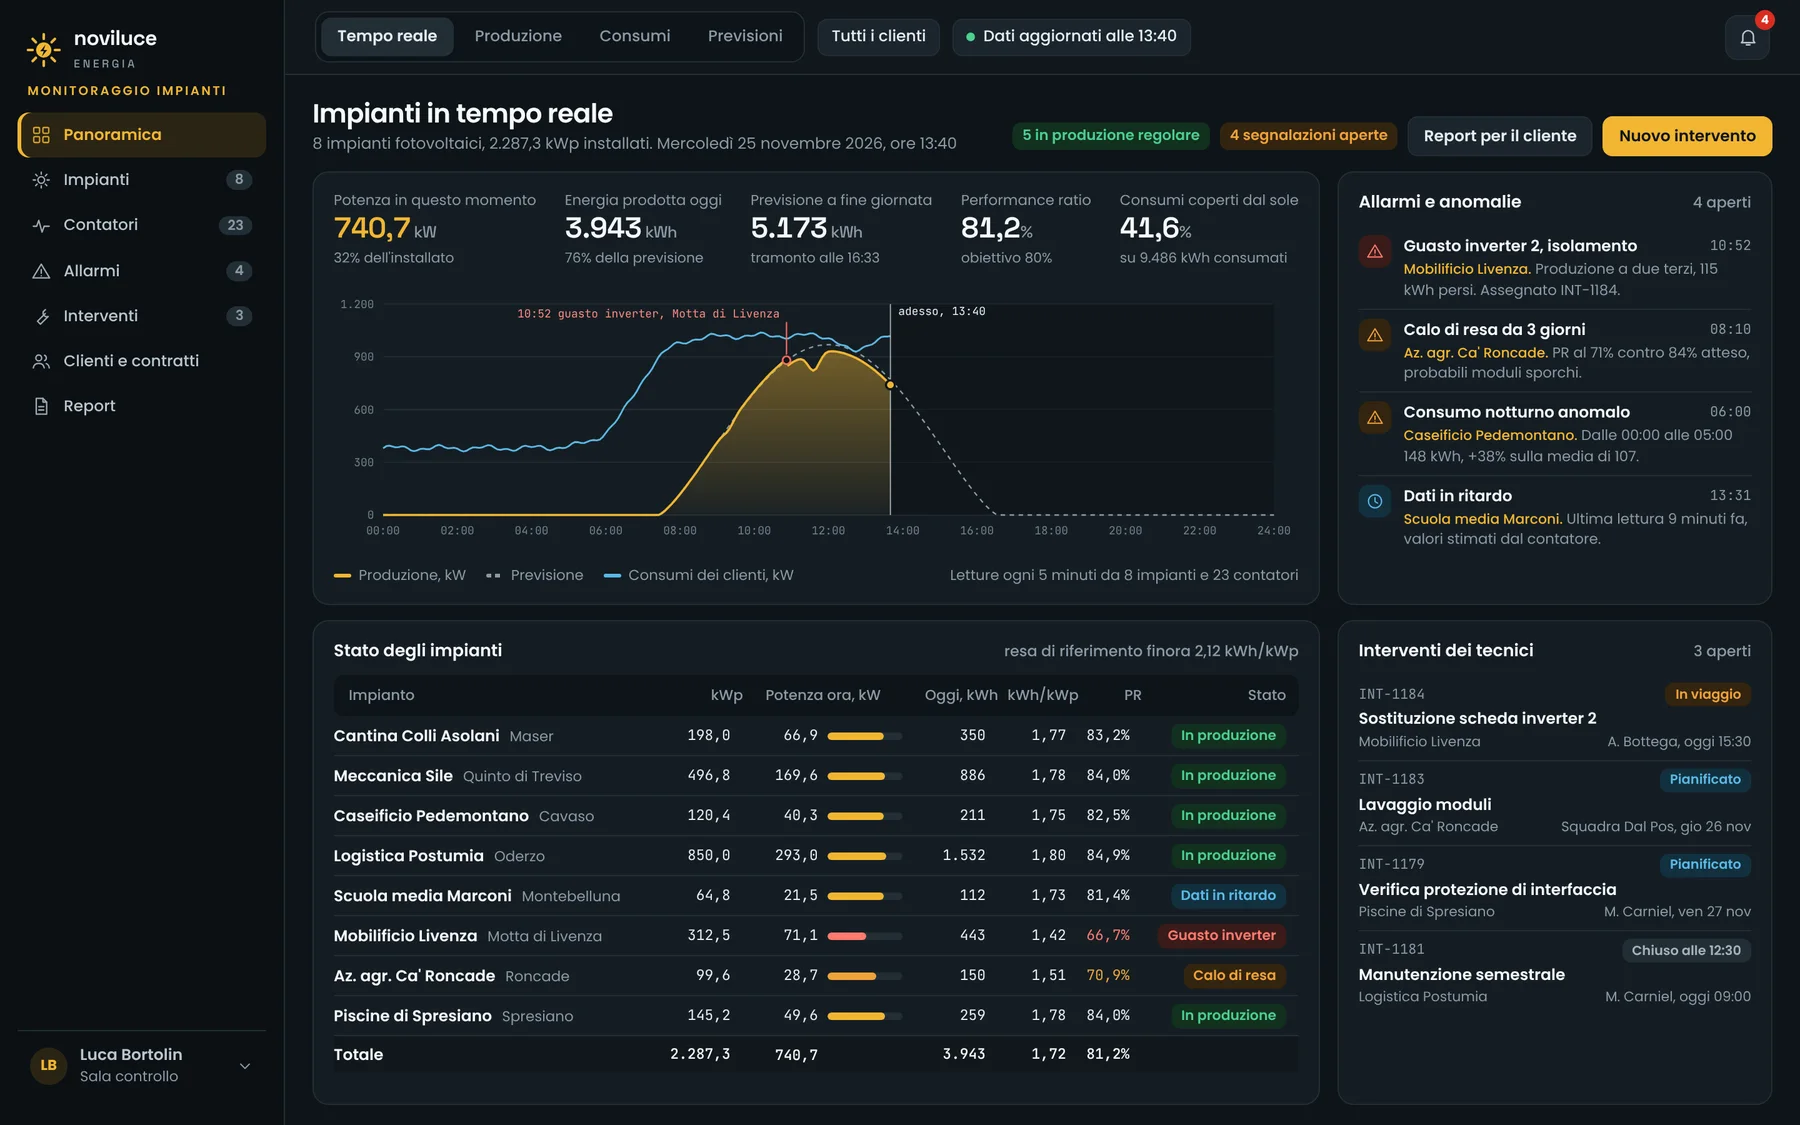 noviluce
ENERGIA
MONITORAGGIO IMPIANTI
Panoramica
Impianti 8
Contatori 23
Allarmi 4
Interventi 3
Clienti e contratti
Report
LB
Luca Bortolin
Sala controllo
Tempo reale Produzione Consumi Previsioni Tutti i clienti Dati aggiornati alle 13:40 4
Impianti in tempo reale
8 impianti fotovoltaici, 2.287,3 kWp installati. Mercoledì 25 novembre 2026, ore 13:40
5 in produzione regolare 4 segnalazioni aperte Report per il cliente Nuovo intervento
Potenza in questo momento
740,7 kW
32% dell'installato
Energia prodotta oggi
3.943 kWh
76% della previsione
Previsione a fine giornata
5.173 kWh
tramonto alle 16:33
Performance ratio
81,2%
obiettivo 80%
Consumi coperti dal sole
41,6%
su 9.486 kWh consumati
1.200
900
600
300
0
10:52 guasto inverter, Motta di Livenza
adesso, 13:40
00:00 02:00 04:00 06:00 08:00 10:00 12:00 14:00 16:00 18:00 20:00 22:00 24:00
Produzione, kW Previsione Consumi dei clienti, kW
Letture ogni 5 minuti da 8 impianti e 23 contatori
Allarmi e anomalie 4 aperti
Guasto inverter 2, isolamento 10:52
Mobilificio Livenza. Produzione a due terzi, 115
kWh persi. Assegnato INT-1184.
Calo di resa da 3 giorni 08:10
Az. agr. Ca' Roncade. PR al 71% contro 84% atteso,
probabili moduli sporchi.
Consumo notturno anomalo 06:00
Caseificio Pedemontano. Dalle 00:00 alle 05:00
148 kWh, +38% sulla media di 107.
Dati in ritardo 13:31
Scuola media Marconi. Ultima lettura 9 minuti fa,
valori stimati dal contatore.
Stato degli impianti resa di riferimento finora 2,12 kWh/kWp
Impianto kWp Potenza ora, kW Oggi, kWh kWh/kWp PR Stato
Cantina Colli Asolani Maser 198,0 66,9 350 1,77 83,2% In produzione
Meccanica Sile Quinto di Treviso 496,8 169,6 886 1,78 84,0% In produzione
Caseificio Pedemontano Cavaso 120,4 40,3 211 1,75 82,5% In produzione
Logistica Postumia Oderzo 850,0 293,0 1.532 1,80 84,9% In produzione
Scuola media Marconi Montebelluna 64,8 21,5 112 1,73 81,4% Dati in ritardo
Mobilificio Livenza Motta di Livenza 312,5 71,1 443 1,42 66,7% Guasto inverter
Az. agr. Ca' Roncade Roncade 99,6 28,7 150 1,51 70,9% Calo di resa
Piscine di Spresiano Spresiano 145,2 49,6 259 1,78 84,0% In produzione
Totale 2.287,3 740,7 3.943 1,72 81,2%
Interventi dei tecnici 3 aperti
INT-1184 In viaggio
Sostituzione scheda inverter 2
Mobilificio Livenza A. Bottega, oggi 15:30
INT-1183 Pianificato
Lavaggio moduli
Az. agr. Ca' Roncade Squadra Dal Pos, gio 26 nov
INT-1179 Pianificato
Verifica protezione di interfaccia
Piscine di Spresiano M. Carniel, ven 27 nov
INT-1181 Chiuso alle 12:30
Manutenzione semestrale
Logistica Postumia M. Carniel, oggi 09:00